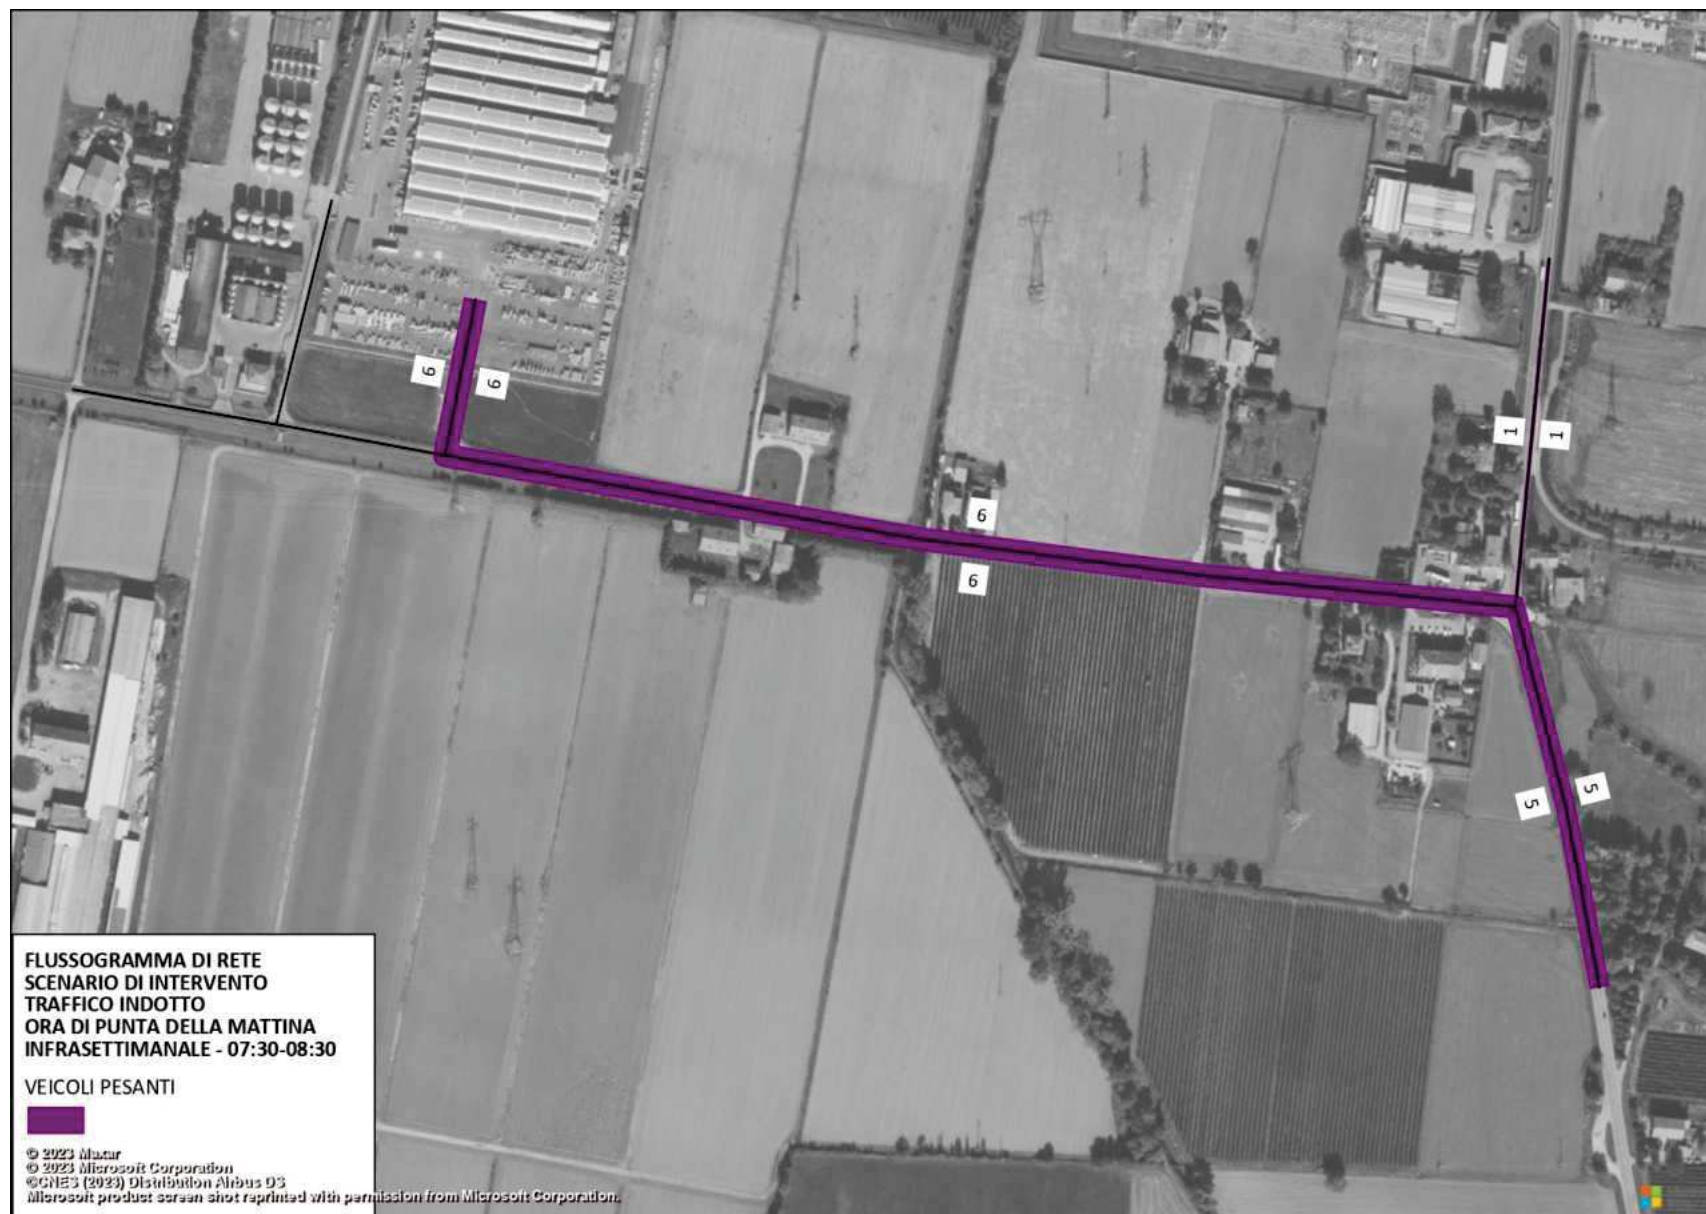 6
6
1
1
6
6
5
5
FLUSSOGRAMMA DI RETE
SCENARIO DI INTERVENTO
TRAFFICO INDOTTO
ORA DI PUNTA DELLA MATTINA
INFRASETTIMANALE - 07:30-08:30
VEICOLI PESANTI
© 2023 Maxar
© 2023 Microsoft Corporation
©CNES (2023) Distribution Airbus DS
Microsoft product screen shot reprinted with permission from Microsoft Corporation.